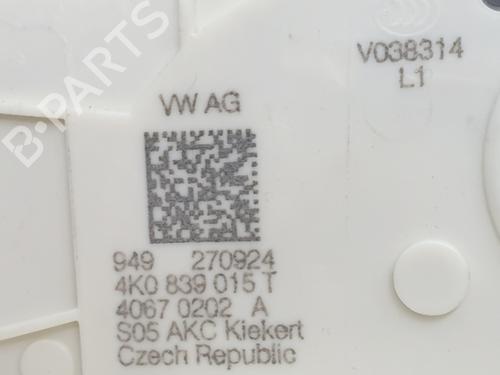 B-PARTS
V038314
L1
VW AG
949 270924
4K0 839 015 T
4067 0202 A
S05 AKC Kiekert
Czech Republic